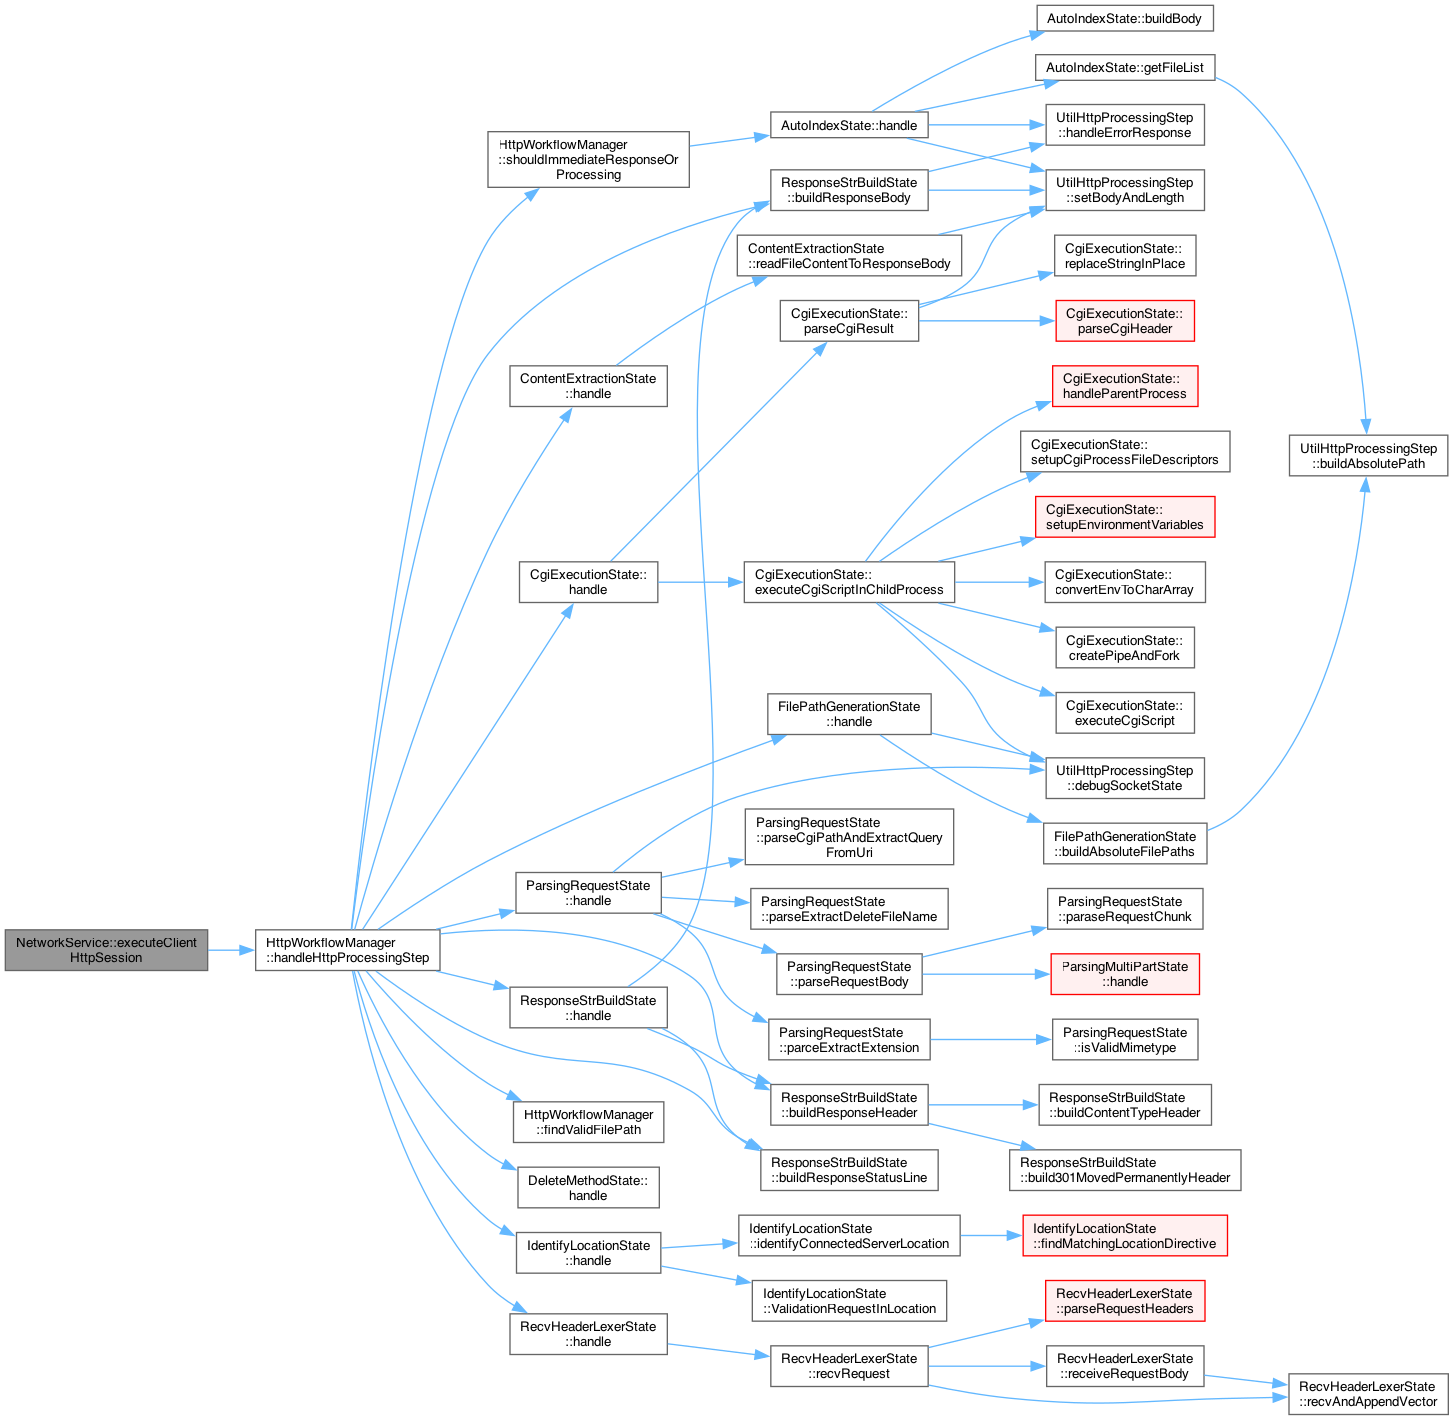 AutoIndexState::buildBody
AutoIndexState::getFileList
HttpWorkflowManager
::shouldImmediateResponseOr
Processing
AutoIndexState::handle
UtilHttpProcessingStep
::handleErrorResponse
ResponseStrBuildState
::buildResponseBody
UtilHttpProcessingStep
::setBodyAndLength
ContentExtractionState
::readFileContentToResponseBody
CgiExecutionState::
replaceStringInPlace
CgiExecutionState::
parseCgiResult
CgiExecutionState::
parseCgiHeader
ContentExtractionState
::handle
CgiExecutionState::
handleParentProcess
CgiExecutionState::
setupCgiProcessFileDescriptors
UtilHttpProcessingStep
::buildAbsolutePath
CgiExecutionState::
setupEnvironmentVariables
CgiExecutionState::
handle
CgiExecutionState::
executeCgiScriptInChildProcess
CgiExecutionState::
convertEnvToCharArray
CgiExecutionState::
createPipeAndFork
FilePathGenerationState
::handle
CgiExecutionState::
executeCgiScript
UtilHttpProcessingStep
::debugSocketState
ParsingRequestState
::parseCgiPathAndExtractQuery
FromUri
FilePathGenerationState
::buildAbsoluteFilePaths
ParsingRequestState
::handle
ParsingRequestState
::parseExtractDeleteFileName
ParsingRequestState
::paraseRequestChunk
NetworkService::executeClient
HttpSession
HttpWorkflowManager
::handleHttpProcessingStep
ParsingRequestState
::parseRequestBody
ParsingMultiPartState
::handle
ResponseStrBuildState
::handle
ParsingRequestState
::parceExtractExtension
ParsingRequestState
::isValidMimetype
HttpWorkflowManager
::findValidFilePath
ResponseStrBuildState
::buildResponseHeader
ResponseStrBuildState
::buildContentTypeHeader
DeleteMethodState::
handle
ResponseStrBuildState
::buildResponseStatusLine
ResponseStrBuildState
::build301MovedPermanentlyHeader
IdentifyLocationState
::handle
IdentifyLocationState
::identifyConnectedServerLocation
IdentifyLocationState
::findMatchingLocationDirective
IdentifyLocationState
::ValidationRequestInLocation
RecvHeaderLexerState
::parseRequestHeaders
RecvHeaderLexerState
::handle
RecvHeaderLexerState
::recvRequest
RecvHeaderLexerState
::receiveRequestBody
RecvHeaderLexerState
::recvAndAppendVector